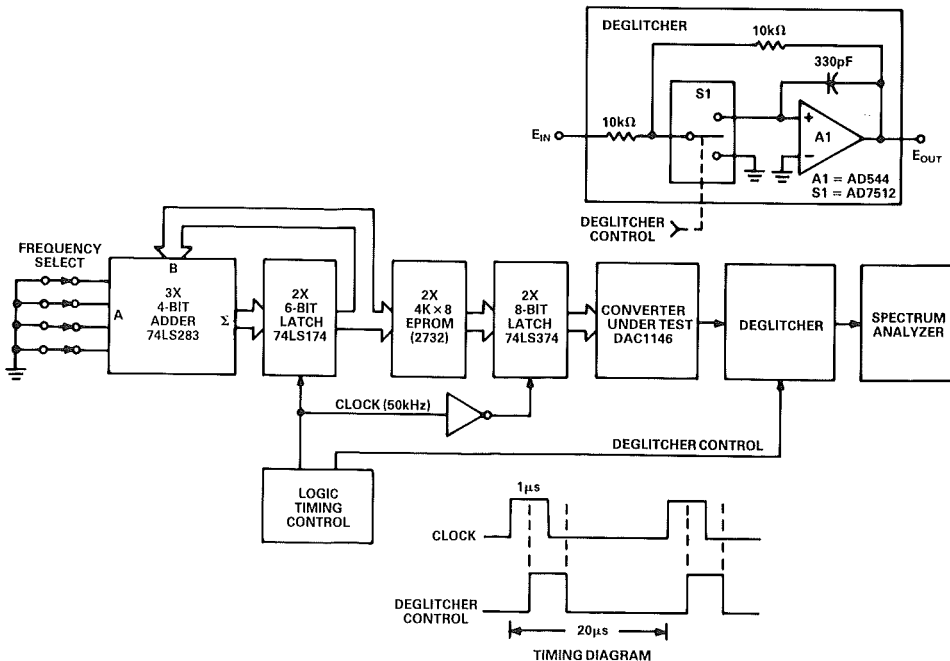 DEGLITCHER
10kΩ
330pF
S1
10kΩ
E_IN
+
A1
−
E_OUT
A1 = AD544
S1 = AD7512
DEGLITCHER
CONTROL
FREQUENCY
SELECT
B
A
3X
4-BIT
ADDER
74LS283
Σ
2X
6-BIT
LATCH
74LS174
2X
4K × 8
EPROM
(2732)
2X
8-BIT
LATCH
74LS374
CONVERTER
UNDER TEST
DAC1146
DEGLITCHER
SPECTRUM
ANALYZER
CLOCK (50kHz)
DEGLITCHER CONTROL
LOGIC
TIMING
CONTROL
1μs
CLOCK
DEGLITCHER
CONTROL
20μs
TIMING DIAGRAM